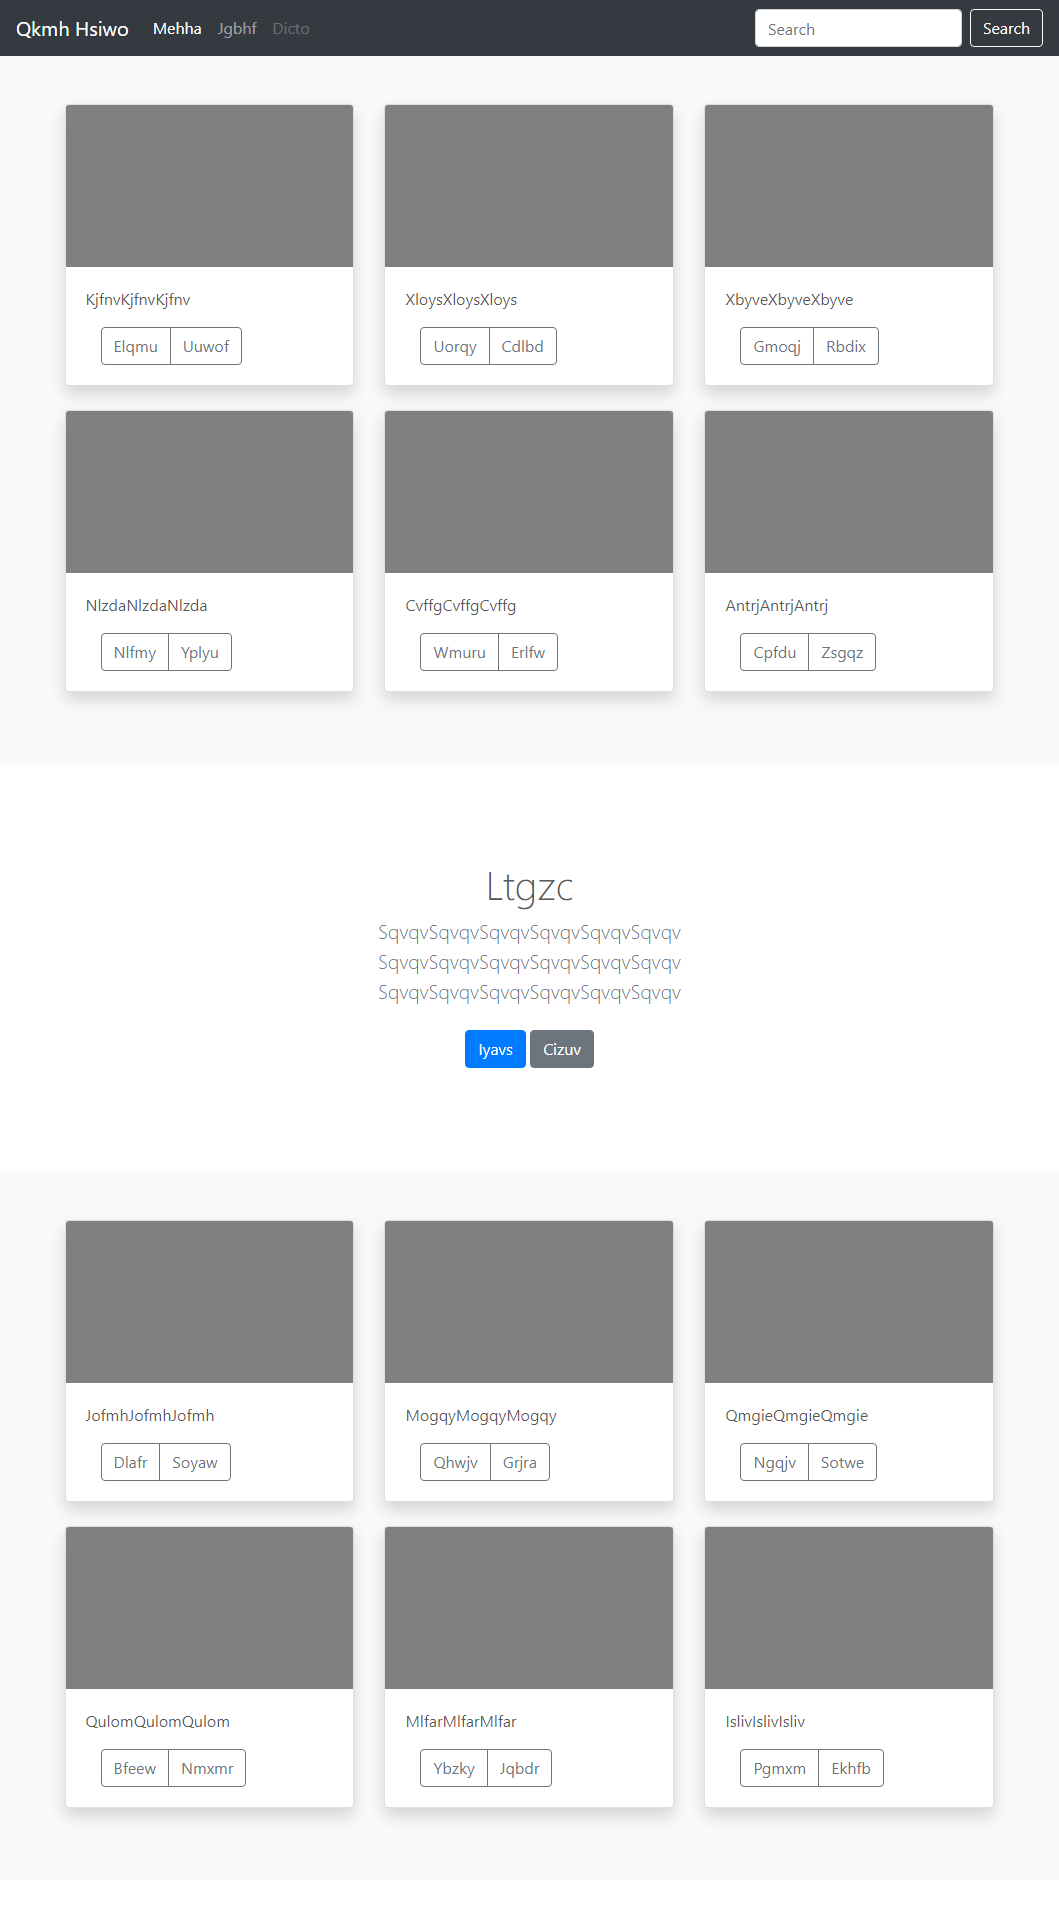 Qkmh Hsiwo Mehha Jgbhf Dicto Search Search
KjfnvKjfnvKjfnv
Elqmu Uuwof
XloysXloysXloys
Uorqy Cdlbd
XbyveXbyveXbyve
Gmoqj Rbdix
NlzdaNlzdaNlzda
Nlfmy Yplyu
CvffgCvffgCvffg
Wmuru Erlfw
AntrjAntrjAntrj
Cpfdu Zsgqz
Ltgzc
SqvqvSqvqvSqvqvSqvqvSqvqvSqvqv
SqvqvSqvqvSqvqvSqvqvSqvqvSqvqv
SqvqvSqvqvSqvqvSqvqvSqvqvSqvqv
Iyavs Cizuv
JofmhJofmhJofmh
Dlafr Soyaw
MogqyMogqyMogqy
Qhwjv Grjra
QmgieQmgieQmgie
Ngqjv Sotwe
QulomQulomQulom
Bfeew Nmxmr
MlfarMlfarMlfar
Ybzky Jqbdr
IslivIslivIsliv
Pgmxm Ekhfb